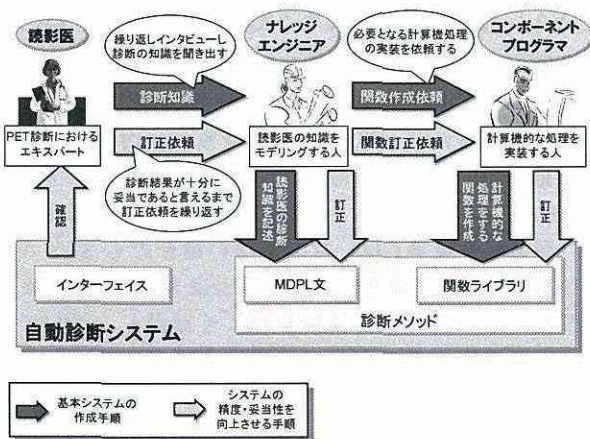 読影医
ナレッジ
エンジニア
コンポーネント
プログラマ
繰り返しインタビューし
診断の知識を聞き出す
必要となる計算機処理
の実装を依頼する
診断知識
関数作成依頼
PET診断における
エキスパート
訂正依頼
読影医の知識を
モデリングする人
関数訂正依頼
計算機的な処理を
実装する人
診断結果が十分に
妥当であると言えるまで
訂正依頼を繰り返す
確認
読影医の診断
知識を記述
訂正
計算機的な
処理をする
関数を作成
訂正
インターフェイス
MDPL文
関数ライブラリ
診断メソッド
自動診断システム
基本システムの
作成手順
システムの
精度・妥当性を
向上させる手順